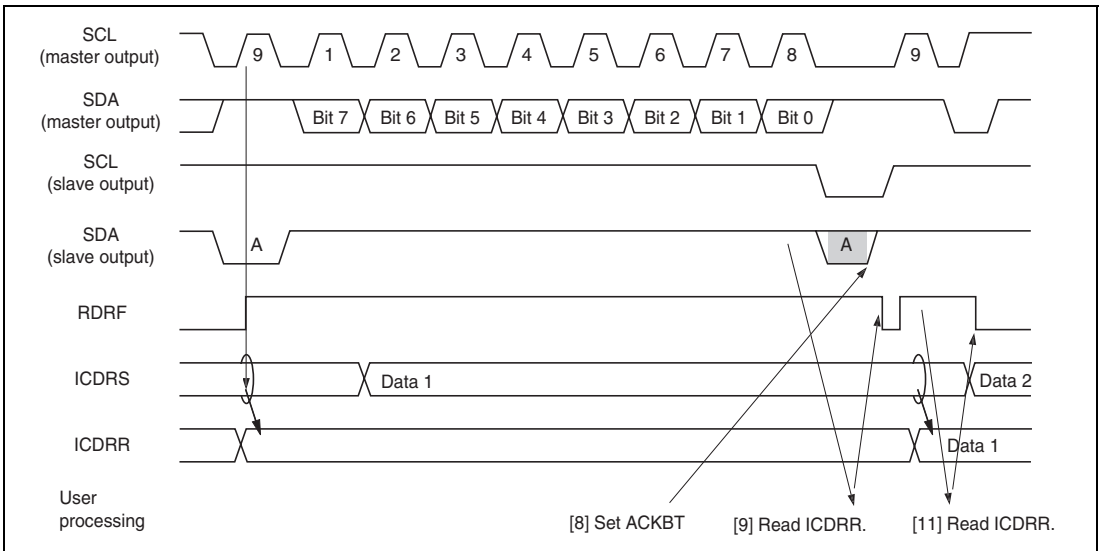 SCL
(master output)
9 1 2 3 4 5 6 7 8 9
SDA
(master output)
Bit 7 Bit 6 Bit 5 Bit 4 Bit 3 Bit 2 Bit 1 Bit 0
SCL
(slave output)
SDA
(slave output)
A A
RDRF
ICDRS
Data 1 Data 2
ICDRR
Data 1
User
processing
[8] Set ACKBT [9] Read ICDRR. [11] Read ICDRR.